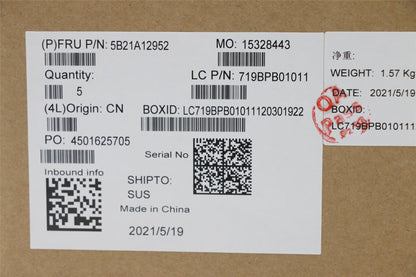 (P)FRU P/N: 5B21A12952
MO: 15328443
Quantity:
5
LC P/N: 719BPB01011
(4L)Origin: CN
BOXID: LC719BPB01011120301922
PO: 4501625705
Serial No
Inbound info
SHIPTO:
SUS
Made in China
2021/5/19
净重:
WEIGHT: 1.57 Kg
DATE: 2021/5/19
BOXID:
LC719BPB0101112030